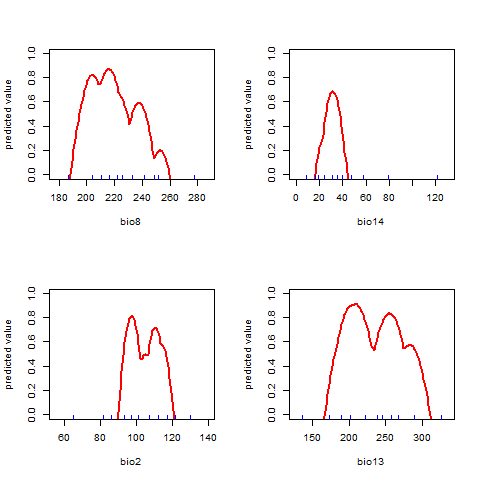 predicted value
0.0 0.2 0.4 0.6 0.8 1.0
180 200 220 240 260 280
bio8
predicted value
0.0 0.2 0.4 0.6 0.8 1.0
0 20 40 60 80 120
bio14
predicted value
0.0 0.2 0.4 0.6 0.8 1.0
60 80 100 120 140
bio2
predicted value
0.0 0.2 0.4 0.6 0.8 1.0
150 200 250 300
bio13